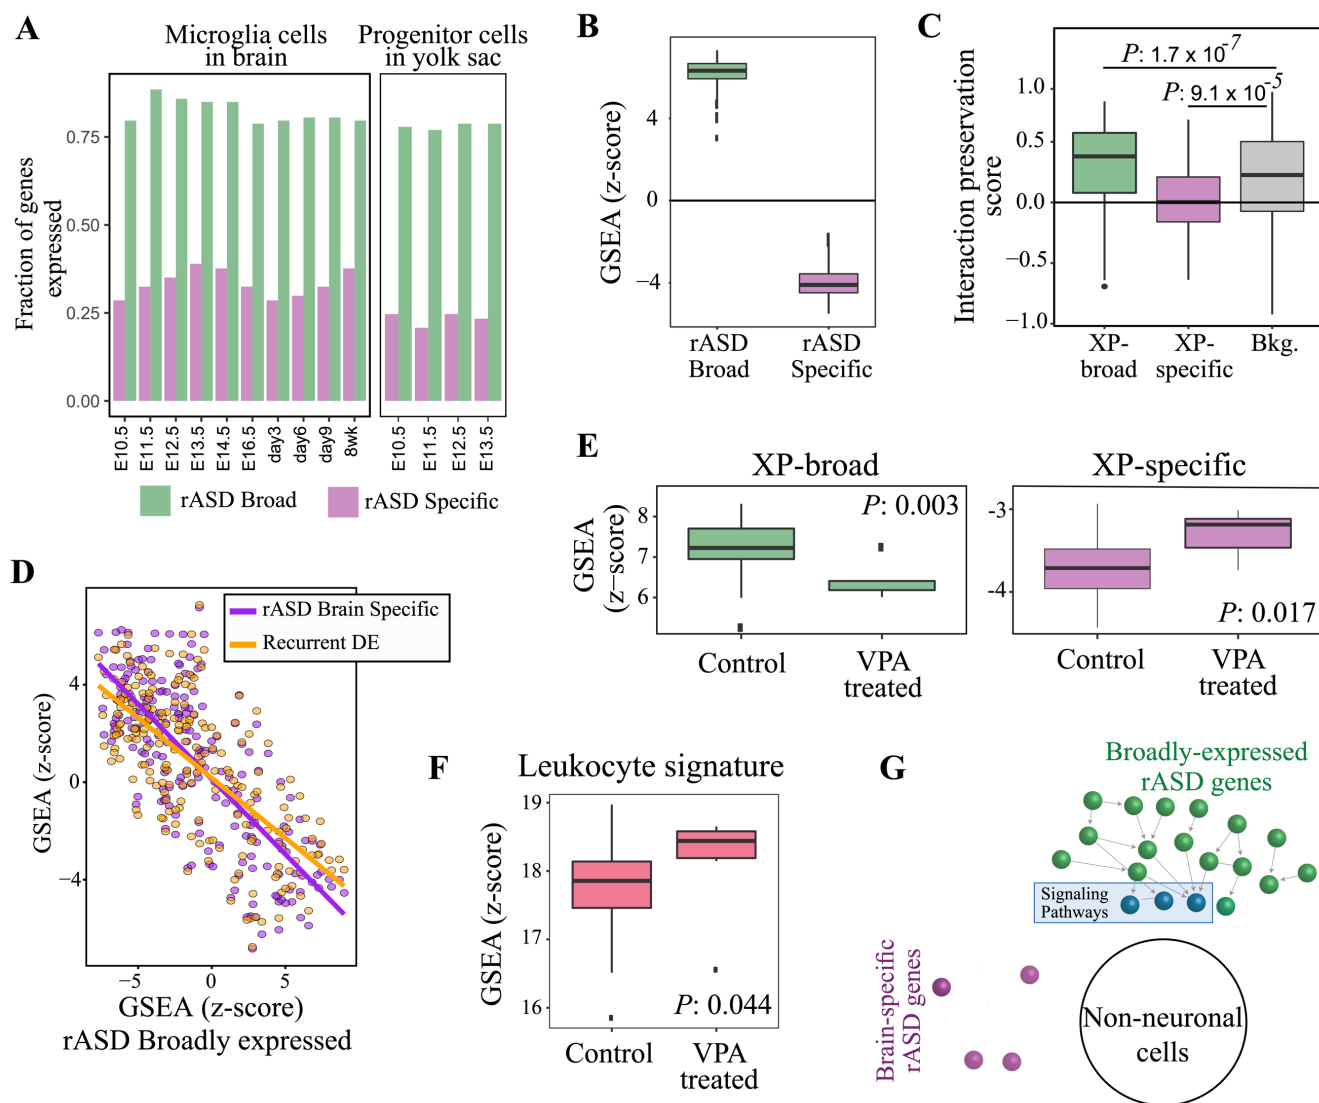 A
Microglia cells
in brain
Progenitor cells
in yolk sac
Fraction of genes
expressed
0.75
0.50
0.25
0.00
E10.5
E11.5
E12.5
E13.5
E14.5
E16.5
day3
day6
day9
8wk
E10.5
E11.5
E12.5
E13.5
rASD Broad
rASD Specific
B
GSEA (z-score)
4
0
−4
rASD
Broad
rASD
Specific
C
Interaction preservation
score
P: 1.7 x 10⁻⁷
P: 9.1 x 10⁻⁵
1.0
0.5
0.0
−0.5
−1.0
XP-
broad
XP-
specific
Bkg.
D
rASD Brain Specific
Recurrent DE
GSEA (z-score)
4
0
−4
−5
0
5
GSEA (z-score)
rASD Broadly expressed
E
XP-broad
GSEA
(z−score)
8
7
6
P: 0.003
Control
VPA
treated
XP-specific
-3
-4
P: 0.017
Control
VPA
treated
F
Leukocyte signature
GSEA (z-score)
19
18
17
16
P: 0.044
Control
VPA
treated
G
Broadly-expressed
rASD genes
Signaling
Pathways
Brain-specific
rASD genes
Non-neuronal
cells